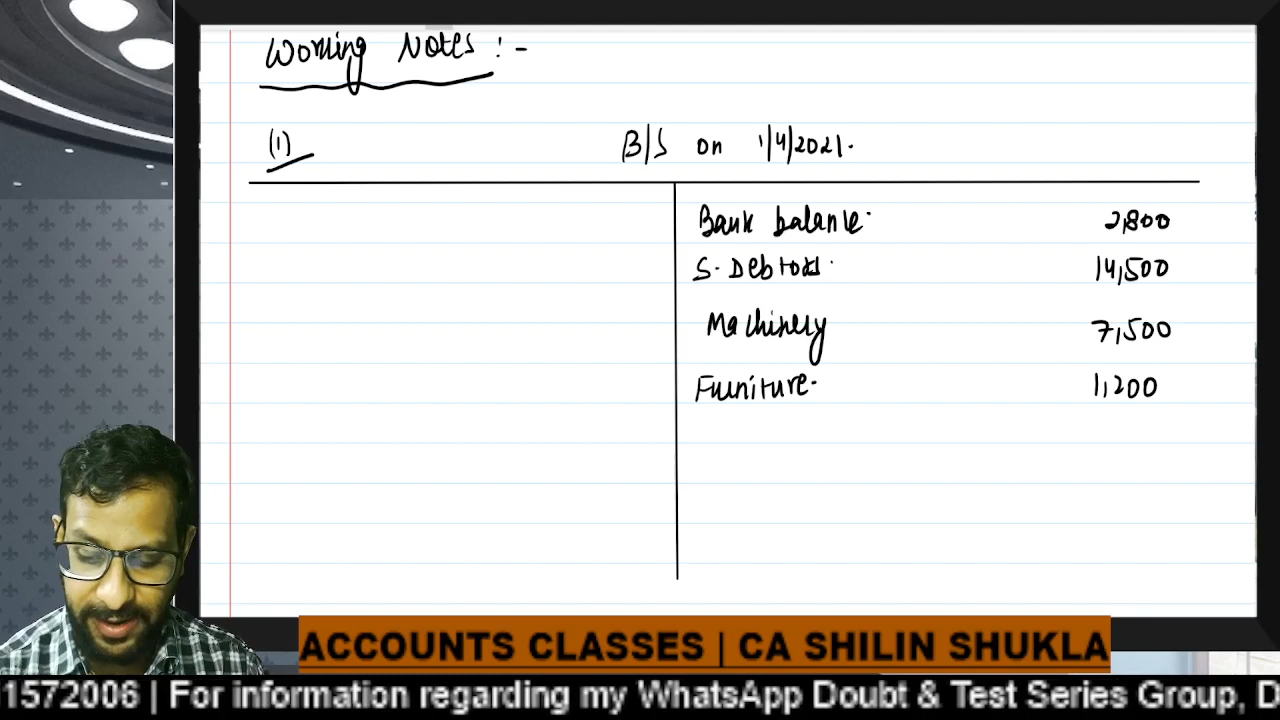 Working Notes :-
(1) B/S on 1/4/2021.
Bank balance. 2,800
S. Debtors. 14,500
Machinery 7,500
Furniture. 1,200
ACCOUNTS CLASSES | CA SHILIN SHUKLA
1572006 | For information regarding my WhatsApp Doubt & Test Series Group, D